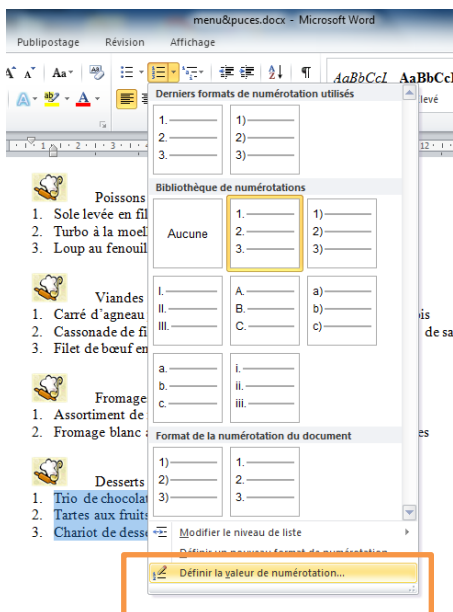 menu&puces.docx - Microsoft Word
Publipostage Révision Affichage
Aa
AaBbCcI AaBbCcI
Derniers formats de numérotation utilisés
1.
2.
3.
1)
2)
3)
Bibliothèque de numérotations
Aucune
1.
2.
3.
1)
2)
3)
I.
II.
III.
A.
B.
C.
a)
b)
c)
a.
b.
c.
i.
ii.
iii.
Format de la numérotation du document
1)
2)
3)
1.
2.
3.
Modifier le niveau de liste
Définir un nouveau format de numérotation
Définir la valeur de numérotation...
Poissons
1. Sole levée en
2. Turbo à la
3. Loup au fenouil
Viandes
1. Carré d'agneau
2. Cassonade de
3. Filet de bœuf en
Fromage
1. Assortiment de
2. Fromage blanc
Desserts
1. Trio de chocolat
2. Tartes aux fruits
3. Chariot de